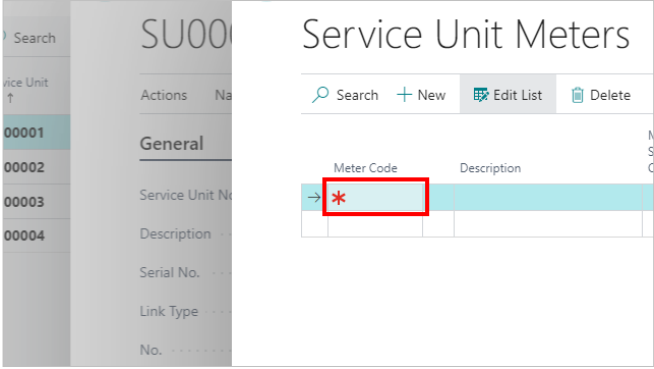 Search
vice Unit
↑
00001
00002
00003
00004
SU000
Actions Na
General
Service Unit No
Description
Serial No.
Link Type
No.
Service Unit Meters
Search + New Edit List Delete
Meter Code Description
→ *